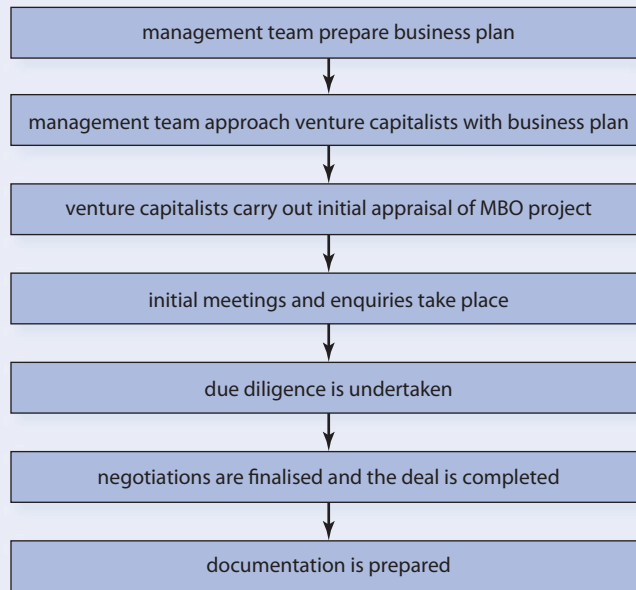 management team prepare business plan
management team approach venture capitalists with business plan
venture capitalists carry out initial appraisal of MBO project
initial meetings and enquiries take place
due diligence is undertaken
negotiations are finalised and the deal is completed
documentation is prepared